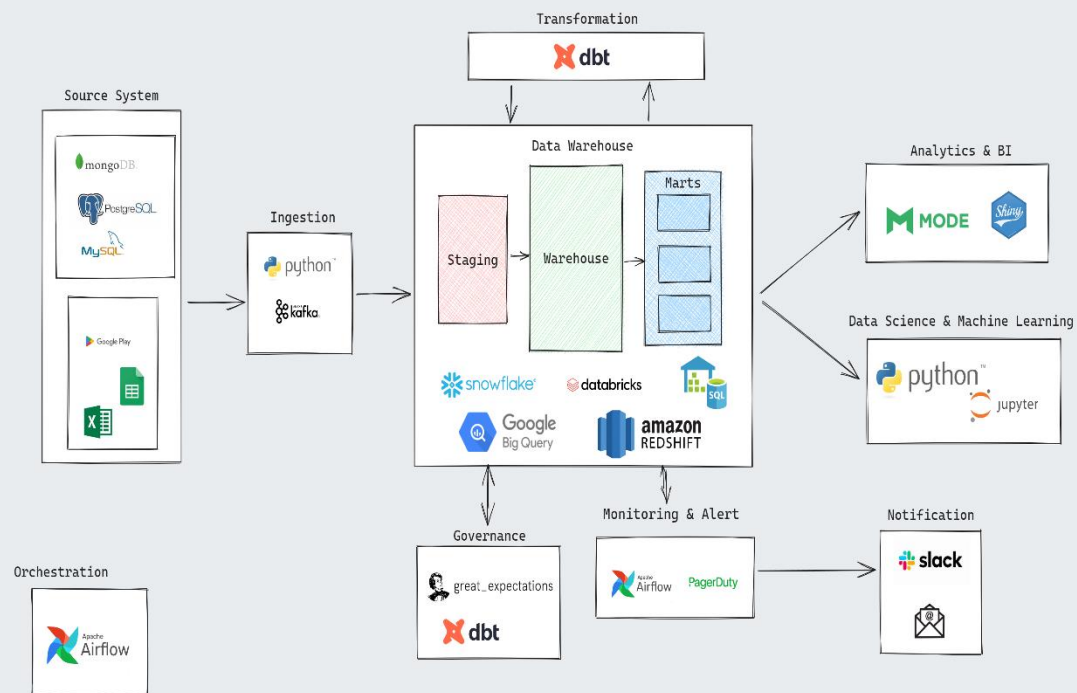 Transformation
dbt
Source System
mongoDB
PostgreSQL
MySQL
Google Play
Ingestion
python
kafka
Data Warehouse
Staging
Warehouse
Marts
snowflake
databricks
SQL
Google
Big Query
amazon
REDSHIFT
Analytics & BI
MODE
Shiny
Data Science & Machine Learning
python
jupyter
Governance
great_expectations
dbt
Monitoring & Alert
Apache
Airflow
PagerDuty
Notification
slack
@
Orchestration
Apache
Airflow